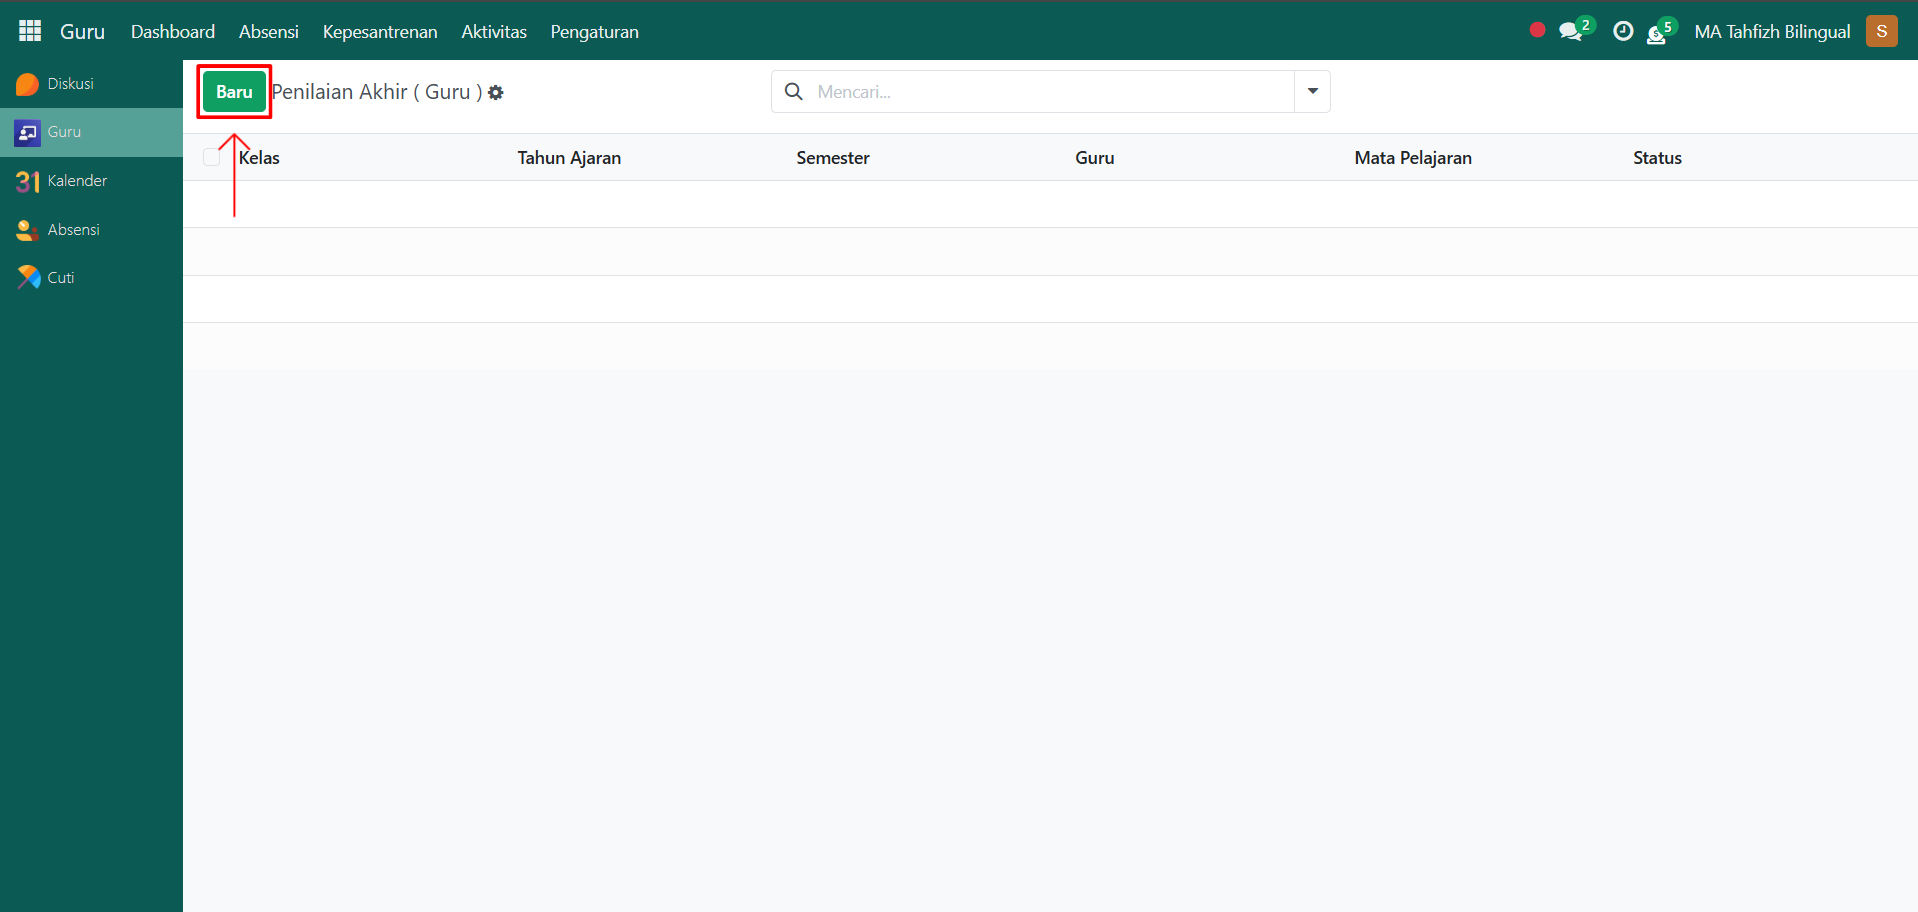 Guru Dashboard Absensi Kepesantrenan Aktivitas Pengaturan 2 5 MA Tahfizh Bilingual S
Diskusi
Guru
31 Kalender
Absensi
Cuti
Baru Penilaian Akhir ( Guru ) Mencari...
Kelas Tahun Ajaran Semester Guru Mata Pelajaran Status